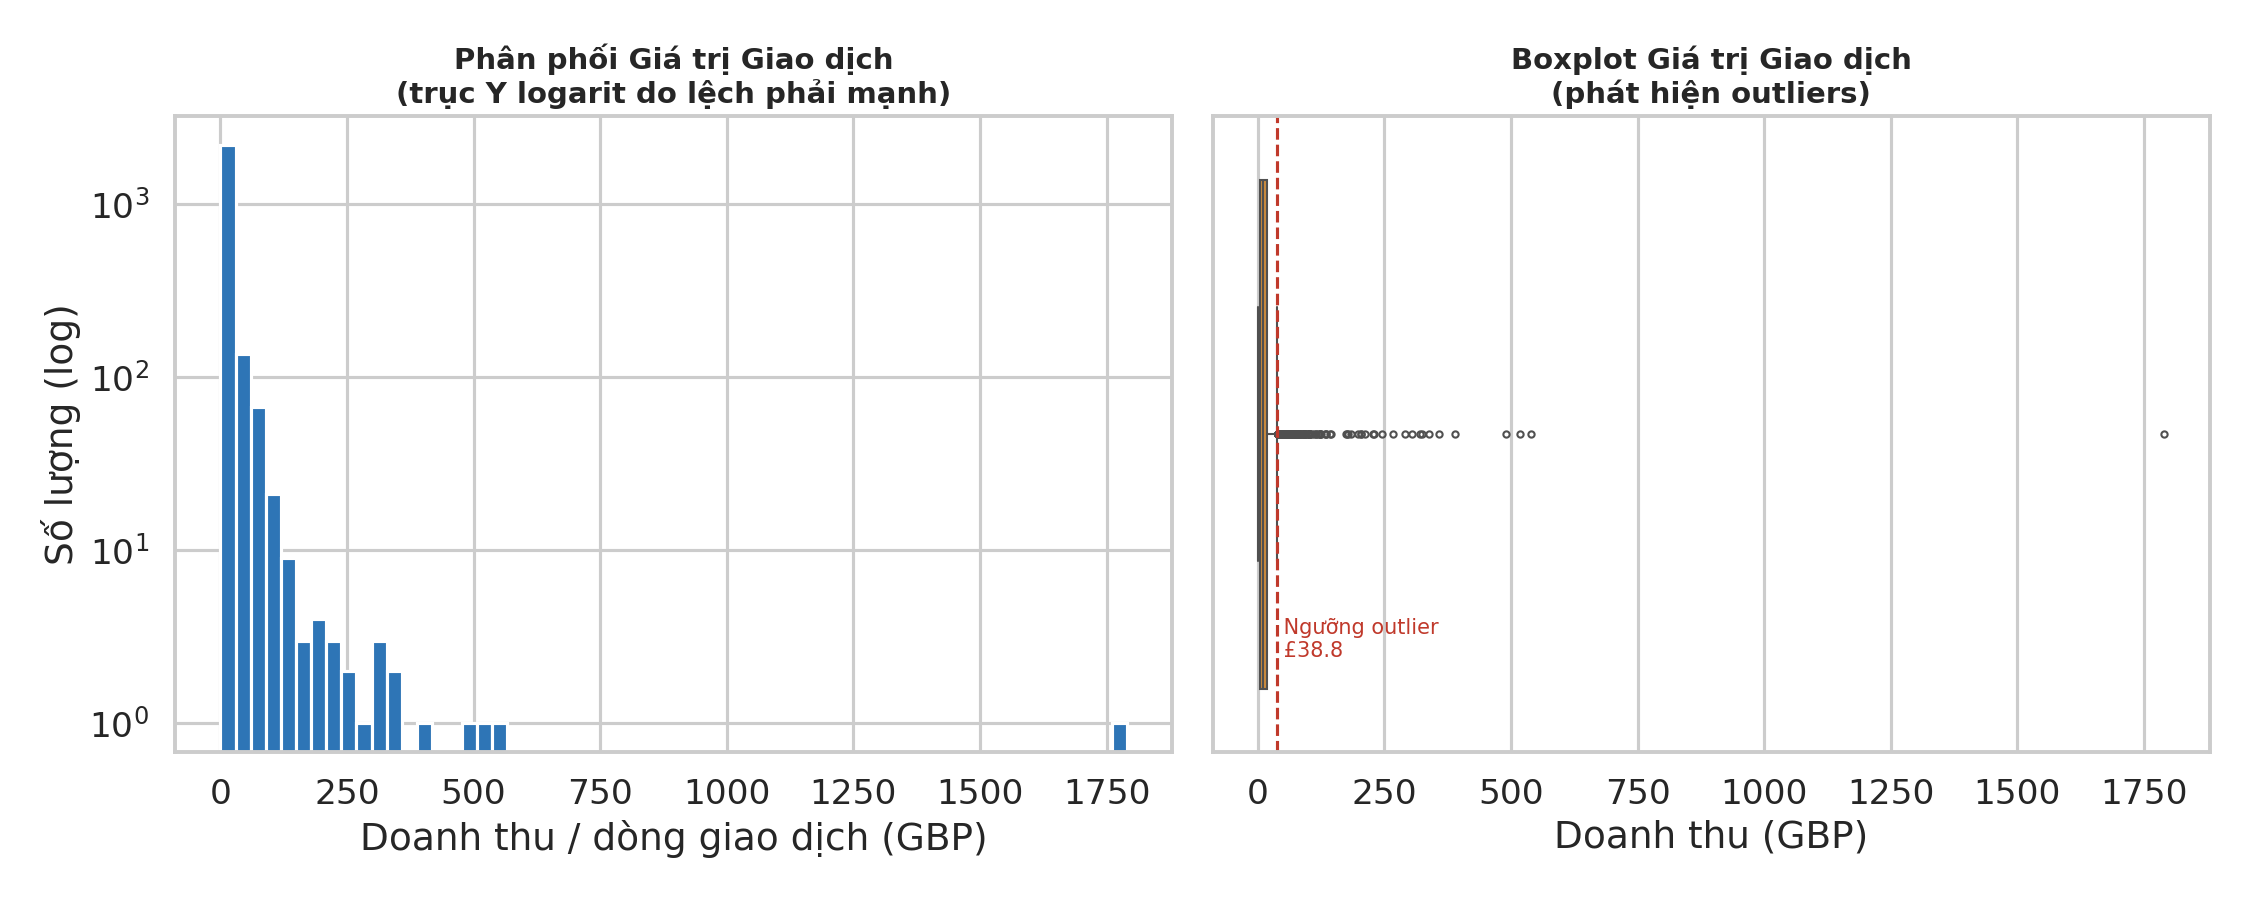 Phân phối Giá trị Giao dịch
(trục Y logarit do lệch phải mạnh)
Số lượng (log)
10³
10²
10¹
10⁰
0 250 500 750 1000 1250 1500 1750
Doanh thu / dòng giao dịch (GBP)
Boxplot Giá trị Giao dịch
(phát hiện outliers)
Ngưỡng outlier
£38.8
0 250 500 750 1000 1250 1500 1750
Doanh thu (GBP)